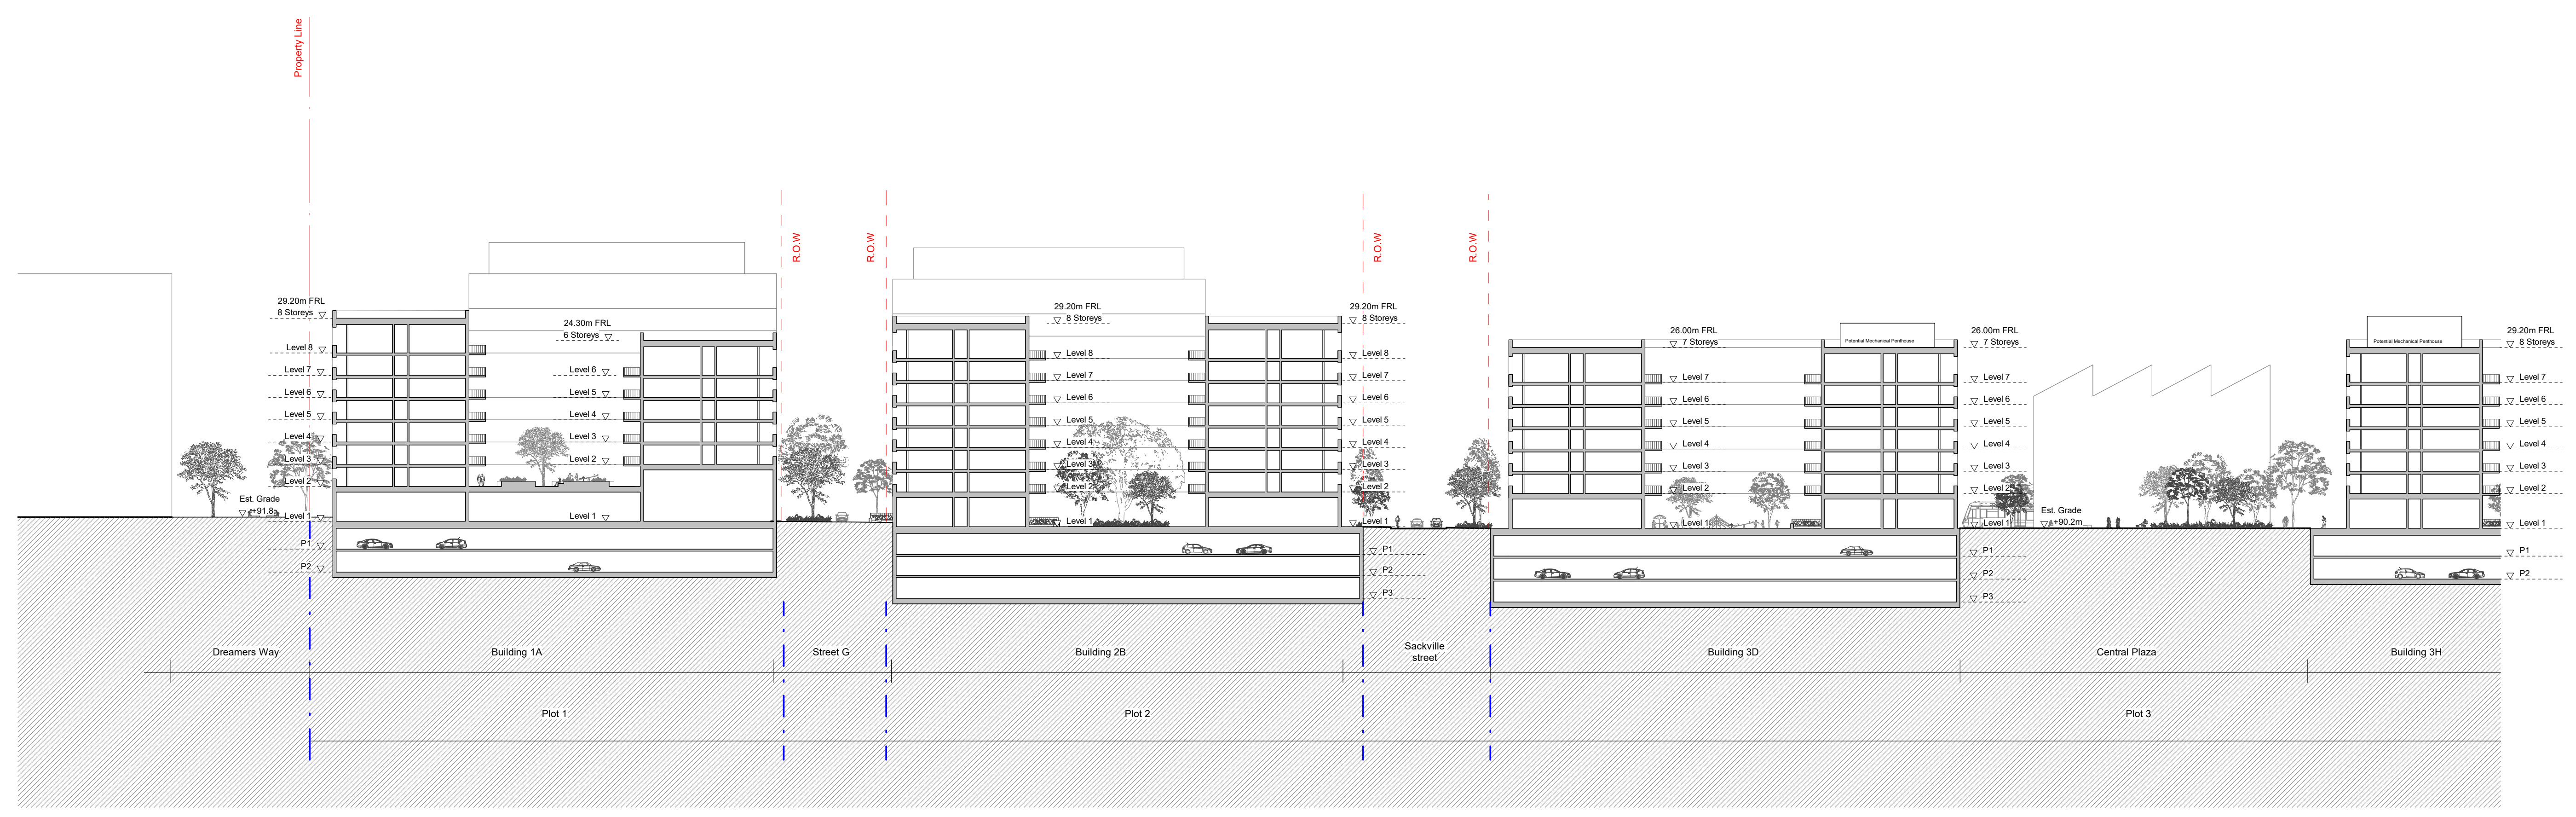 Property Line
R.O.W
R.O.W
R.O.W
R.O.W
29.20m FRL
8 Storeys
Level 8
Level 7
Level 6
Level 5
Level 4
Level 3
Level 2
Est. Grade
+91.8
Level 1
P1
P2
24.30m FRL
6 Storeys
Level 6
Level 5
Level 4
Level 3
Level 2
Level 1
29.20m FRL
8 Storeys
Level 8
Level 7
Level 6
Level 5
Level 4
Level 3
Level 2
Level 1
29.20m FRL
8 Storeys
Level 8
Level 7
Level 6
Level 5
Level 4
Level 3
Level 2
Level 1
P1
P2
P3
26.00m FRL
7 Storeys
Level 7
Level 6
Level 5
Level 4
Level 3
Level 2
Level 1
Potential Mechanical Penthouse
26.00m FRL
7 Storeys
Level 7
Level 6
Level 5
Level 4
Level 3
Level 2
Level 1
P1
P2
P3
Est. Grade
+90.2m
Potential Mechanical Penthouse
29.20m FRL
8 Storeys
Level 7
Level 6
Level 5
Level 4
Level 3
Level 2
Level 1
P1
P2
Dreamers Way
Building 1A
Street G
Building 2B
Sackville
street
Building 3D
Central Plaza
Building 3H
Plot 1
Plot 2
Plot 3